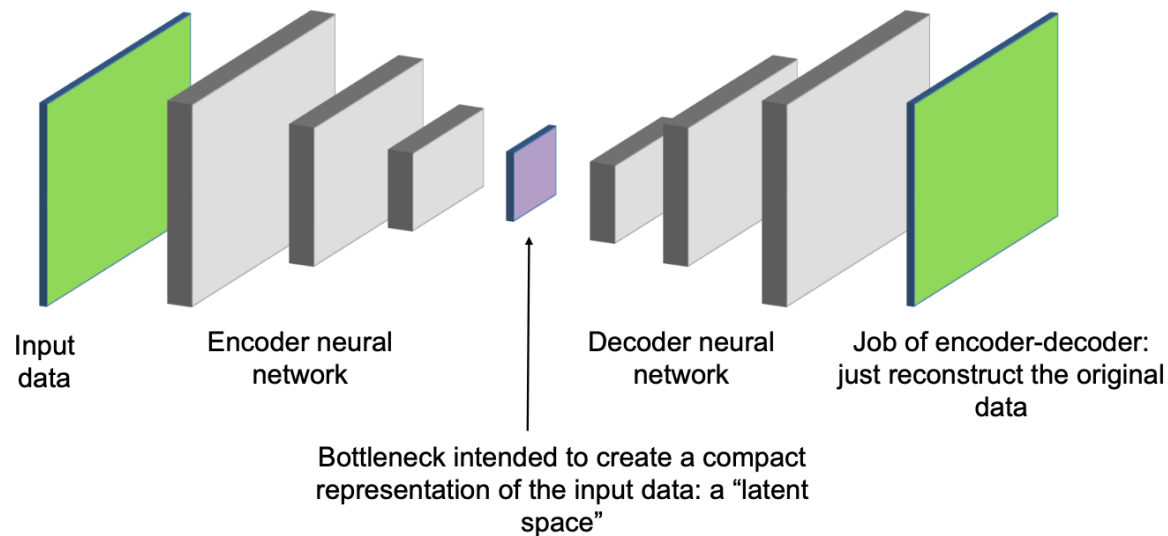 Input
data
Encoder neural
network
Decoder neural
network
Job of encoder-decoder:
just reconstruct the original
data
Bottleneck intended to create a compact
representation of the input data: a “latent
space”